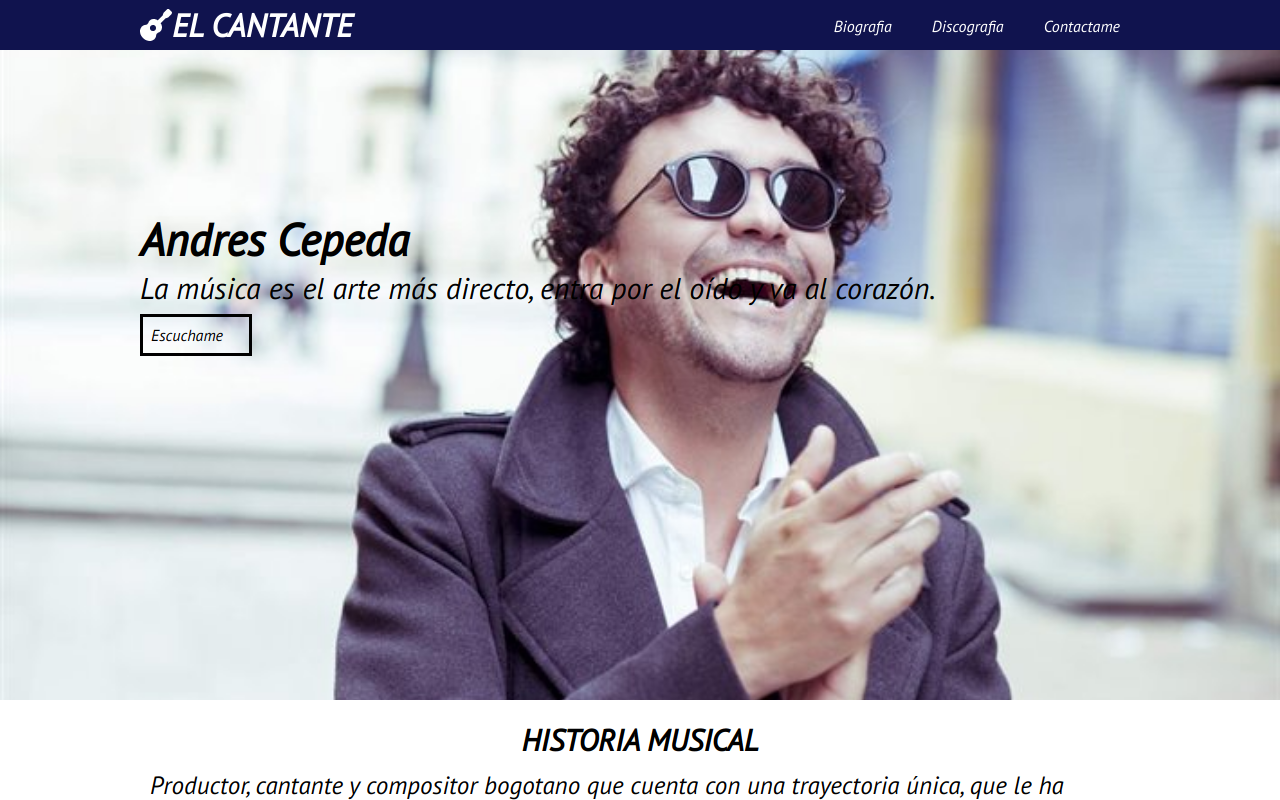 EL CANTANTE
Biografia
Discografia
Contactame
Andres Cepeda
La música es el arte más directo, entra por el oído y va al corazón.
Escuchame
HISTORIA MUSICAL
Productor, cantante y compositor bogotano que cuenta con una trayectoria única, que le ha